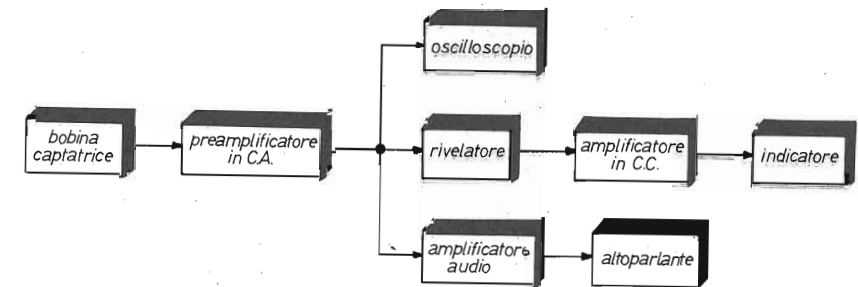 oscilloscopio
bobina
captatrice
preamplificatore
in C.A.
rivelatore
amplificatore
in C.C.
indicatore
amplificatore
audio
altoparlante